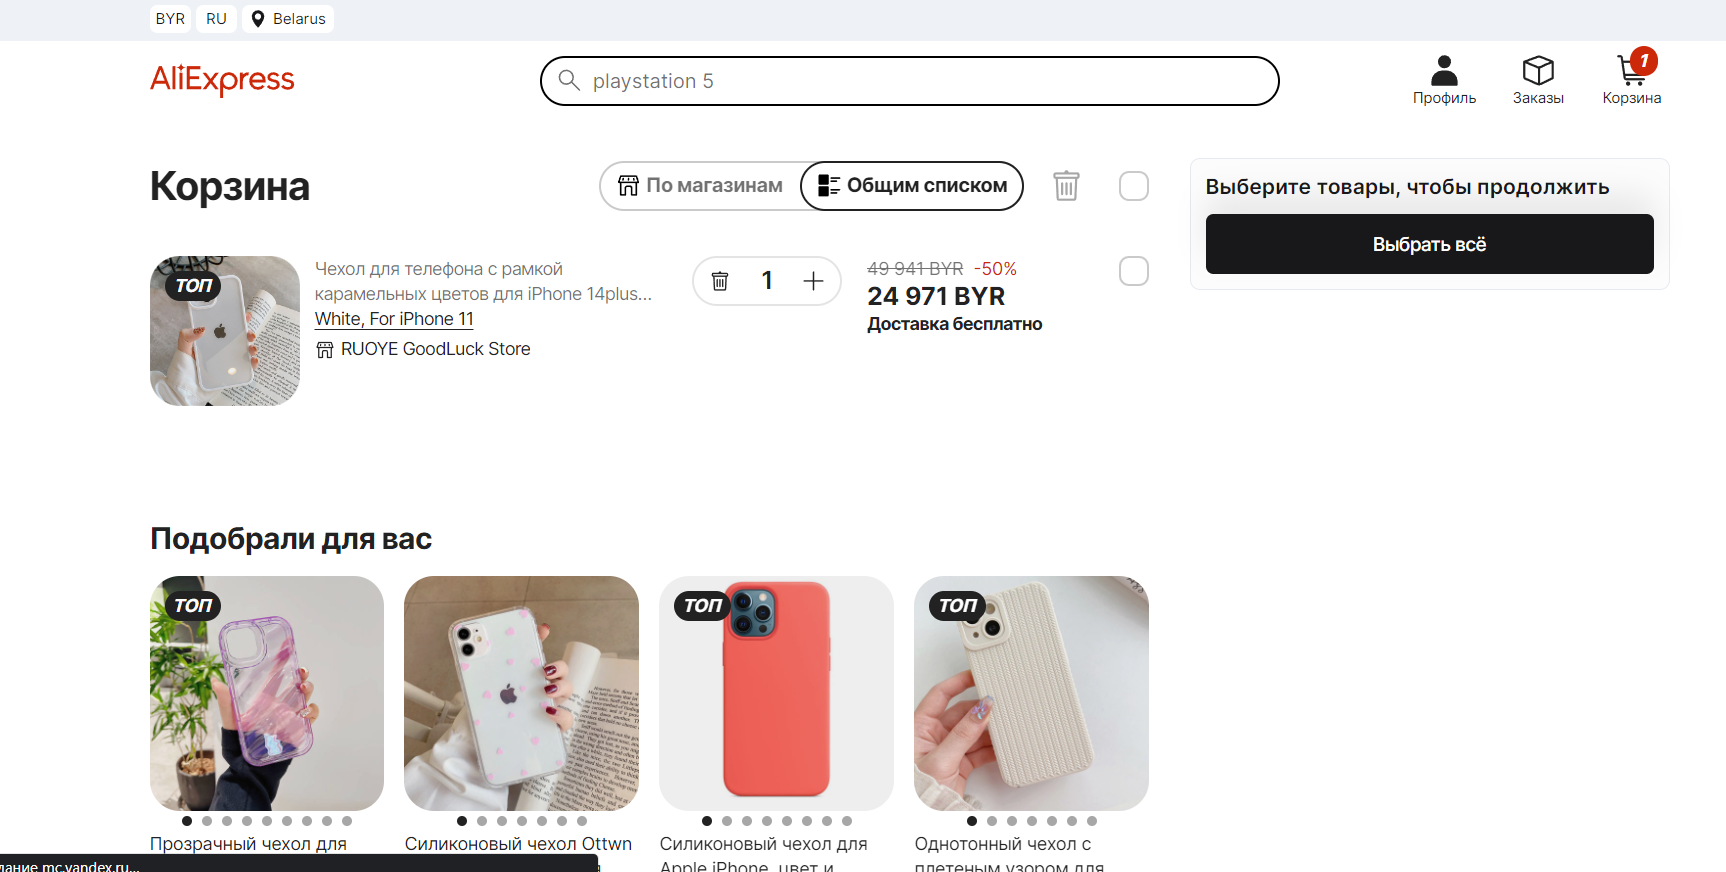 BYR RU Belarus
AliExpress
playstation 5
1
Профиль
Заказы
Корзина
Корзина
По магазинам
Общим списком
Выберите товары, чтобы продолжить
Выбрать всё
ТОП
Чехол для телефона с рамкой
карамельных цветов для iPhone 14plus...
White, For iPhone 11
RUOYE GoodLuck Store
1
49 941 BYR -50%
24 971 BYR
Доставка бесплатно
Подобрали для вас
ТОП
ТОП
ТОП
Прозрачный чехол для
Силиконовый чехол Ottwn
Силиконовый чехол для
Apple iPhone, цвет и
Однотонный чехол с
плетеным узором для
mc.yandex.ru...